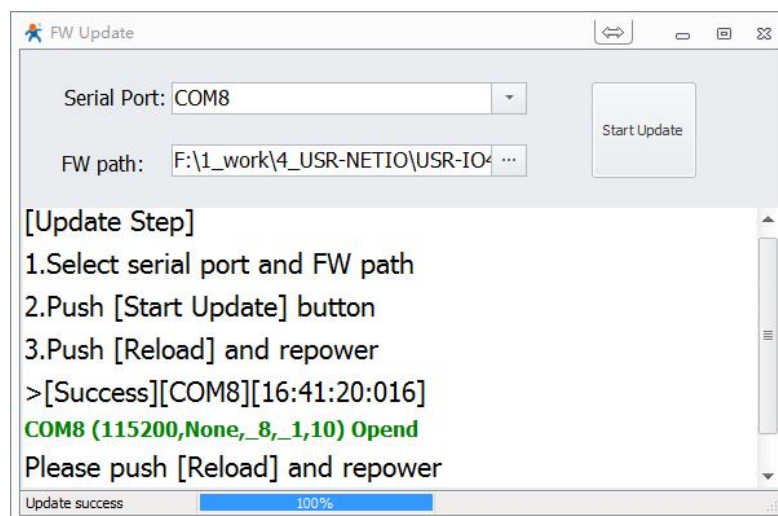 FW Update
Serial Port: COM8
Start Update
FW path: F:\1_work\4_USR-NETIO\USR-IO4 ...
[Update Step]
1.Select serial port and FW path
2.Push [Start Update] button
3.Push [Reload] and repower
>[Success][COM8][16:41:20:016]
COM8 (115200,None,_8,_1,10) Opend
Please push [Reload] and repower
Update success 100%